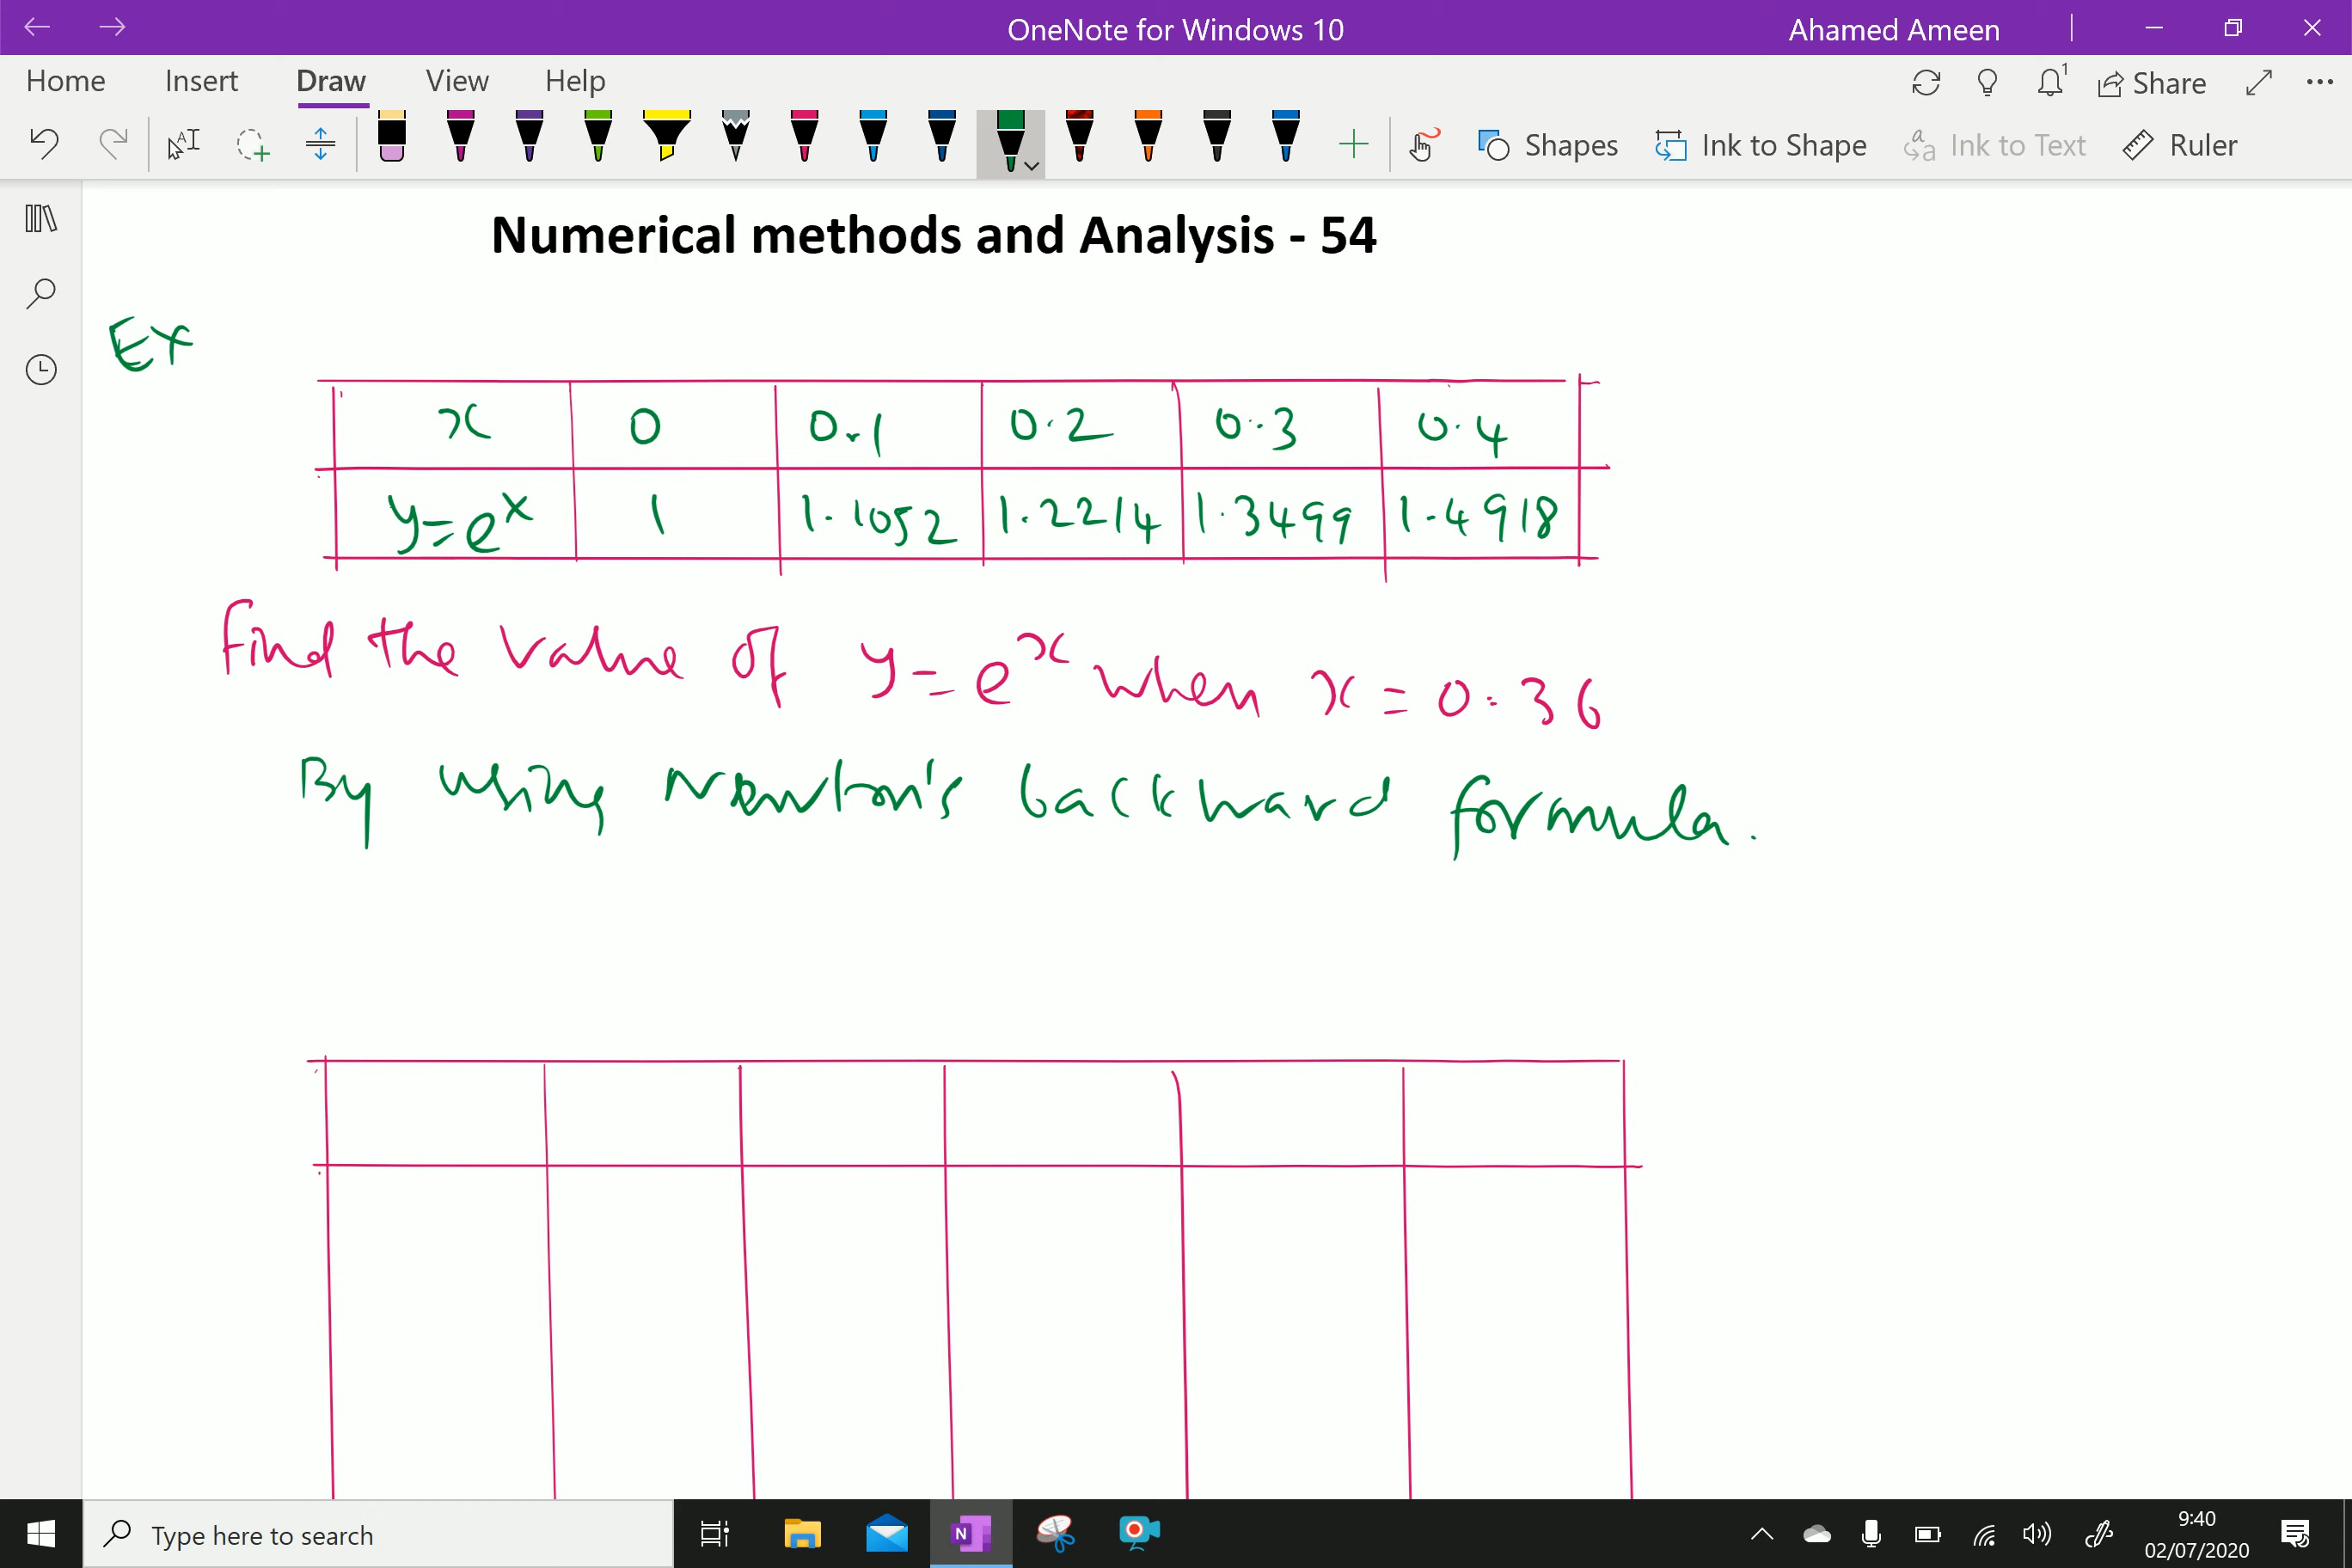 OneNote for Windows 10 Ahamed Ameen
Home Insert Draw View Help Share
Shapes Ink to Shape Ink to Text Ruler
Numerical methods and Analysis - 54
Ex
x 0 0.1 0.2 0.3 0.4
y=e^x 1 1.1052 1.2214 1.3499 1.4918
Find the value of y=e^x when x=0.36
By using Newton's backward formula.
Type here to search
9:40
02/07/2020